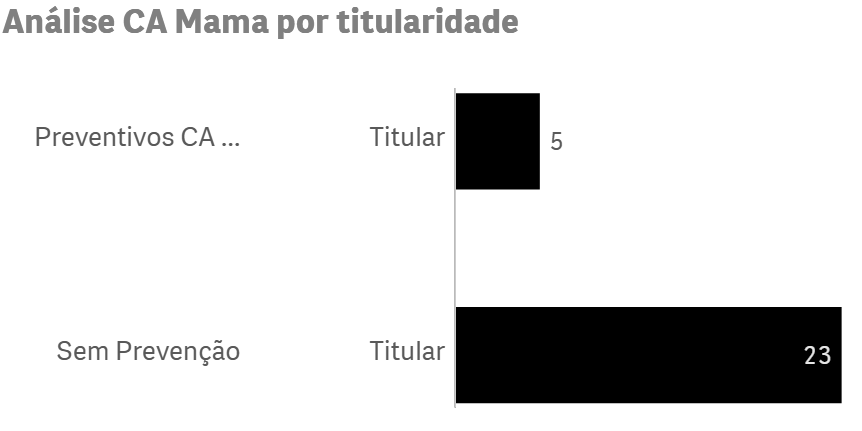 Análise CA Mama por titularidade
Preventivos CA ... Titular 5
Sem Prevenção Titular 23